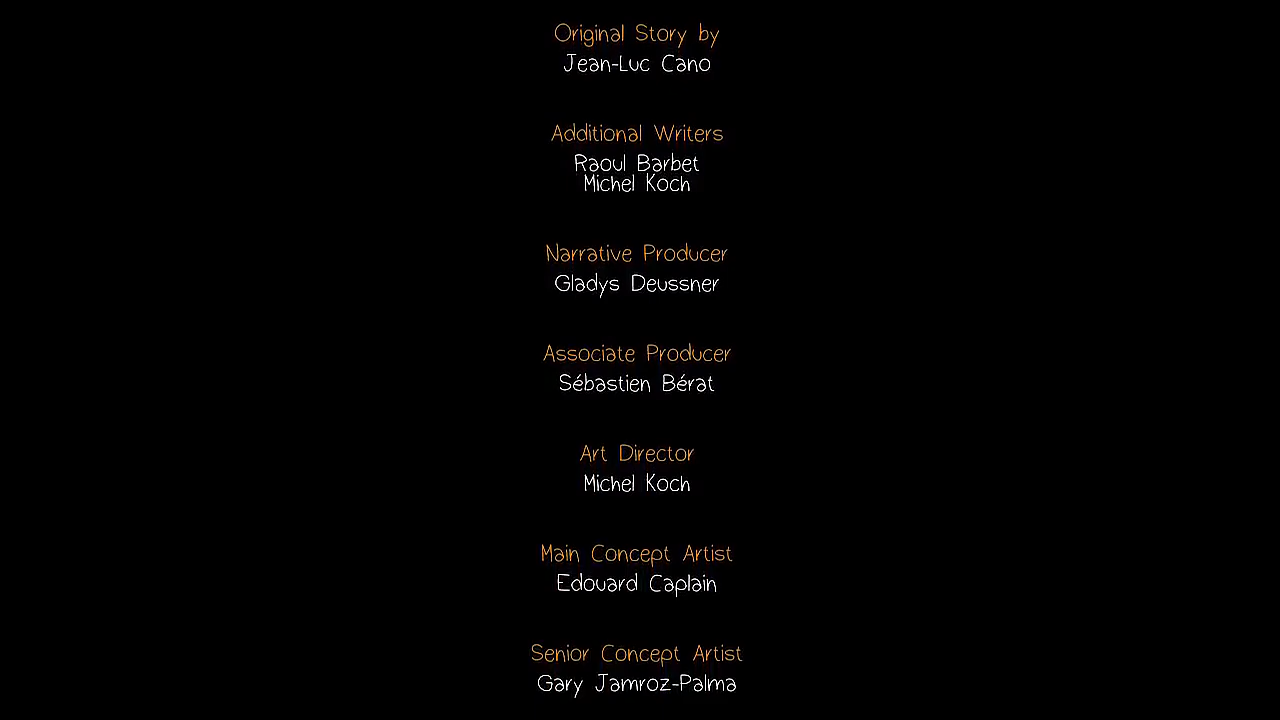 Original Story by
Jean-Luc Cano
Additional Writers
Raoul Barbet
Michel Koch
Narrative Producer
Gladys Deussner
Associate Producer
Sébastien Bérat
Art Director
Michel Koch
Main Concept Artist
Edouard Caplain
Senior Concept Artist
Gary Jamroz-Palma